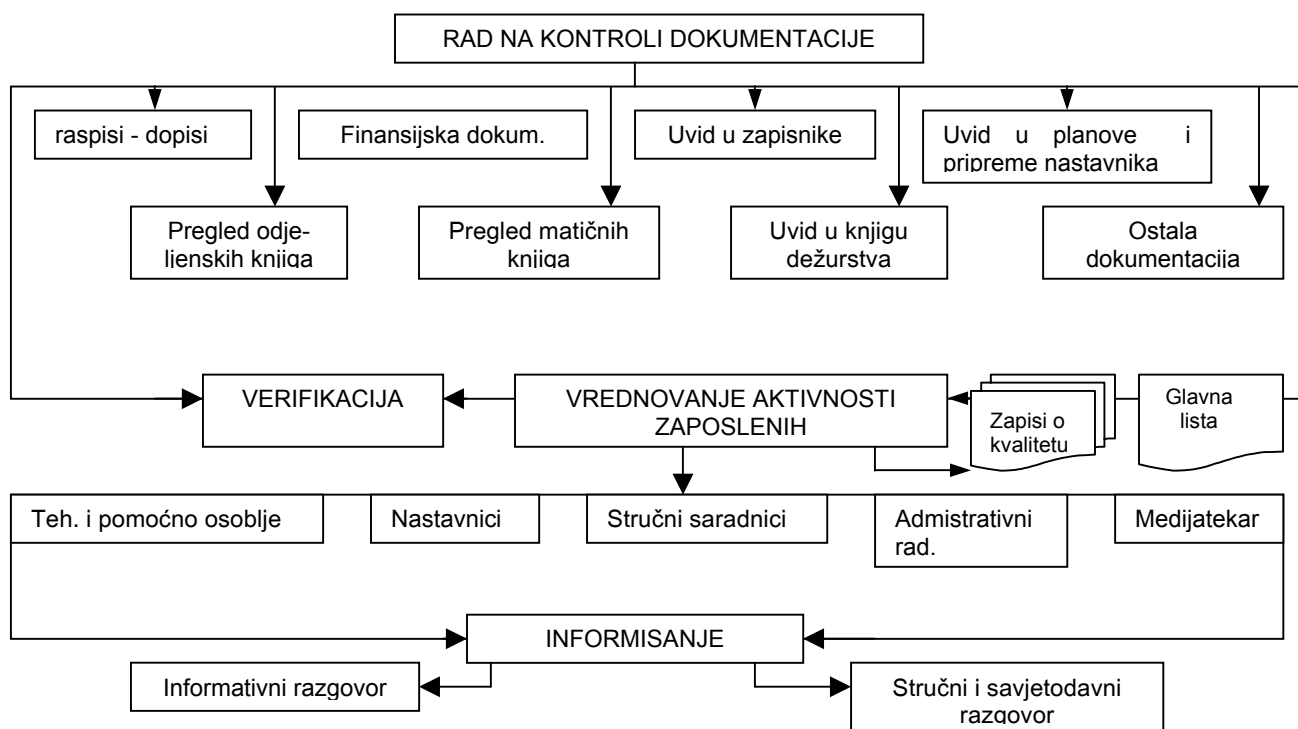 RAD NA KONTROLI DOKUMENTACIJE
raspisi - dopisi
Finansijska dokum.
Uvid u zapisnike
Uvid u planove i
pripreme nastavnika
Pregled odje-
ljenskih knjiga
Pregled matičnih
knjiga
Uvid u knjigu
dežurstva
Ostala
dokumentacija
VERIFIKACIJA
VREDNOVANJE AKTIVNOSTI
ZAPOSLENIH
Zapisi o
kvalitetu
Glavna
lista
Teh. i pomoćno osoblje
Nastavnici
Stručni saradnici
Admistrativni
rad.
Medijatekar
INFORMISANJE
Informativni razgovor
Stručni i savjetodavni
razgovor